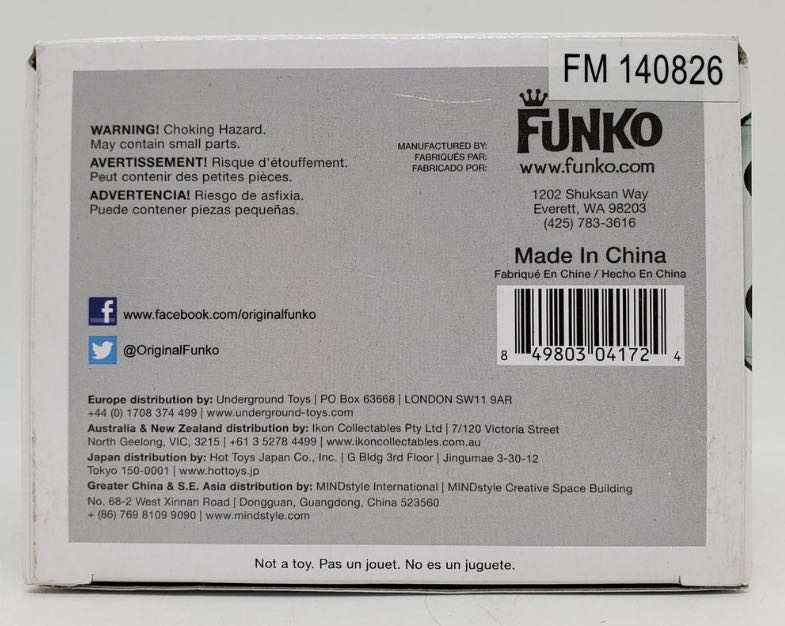 FM 140826
WARNING! Choking Hazard.
May contain small parts.
AVERTISSEMENT! Risque d'étouffement.
Peut contenir des petites pièces.
ADVERTENCIA! Riesgo de asfixia.
Puede contener piezas pequeñas.
MANUFACTURED BY:
FABRIQUÉS PAR:
FABRICADO POR:
FUNKO
www.funko.com
1202 Shuksan Way
Everett, WA 98203
(425) 783-3616
Made In China
Fabriqué En Chine / Hecho En China
8 49803 04172 4
f www.facebook.com/originalfunko
@OriginalFunko
Europe distribution by: Underground Toys | PO Box 63668 | LONDON SW11 9AR
+44 (0) 1708 374 499 | www.underground-toys.com
Australia & New Zealand distribution by: Ikon Collectables Pty Ltd | 7/120 Victoria Street
North Geelong, VIC, 3215 | +61 3 5278 4499 | www.ikoncollectables.com.au
Japan distribution by: Hot Toys Japan Co., Inc. | G Bldg 3rd Floor | Jingumae 3-30-12
Tokyo 150-0001 | www.hottoys.jp
Greater China & S.E. Asia distribution by: MINDstyle International | MINDstyle Creative Space Building
No. 68-2 West Xinnan Road | Dongguan, Guangdong, China 523560
+ (86) 769 8109 9090 | www.mindstyle.com
Not a toy. Pas un jouet. No es un juguete.